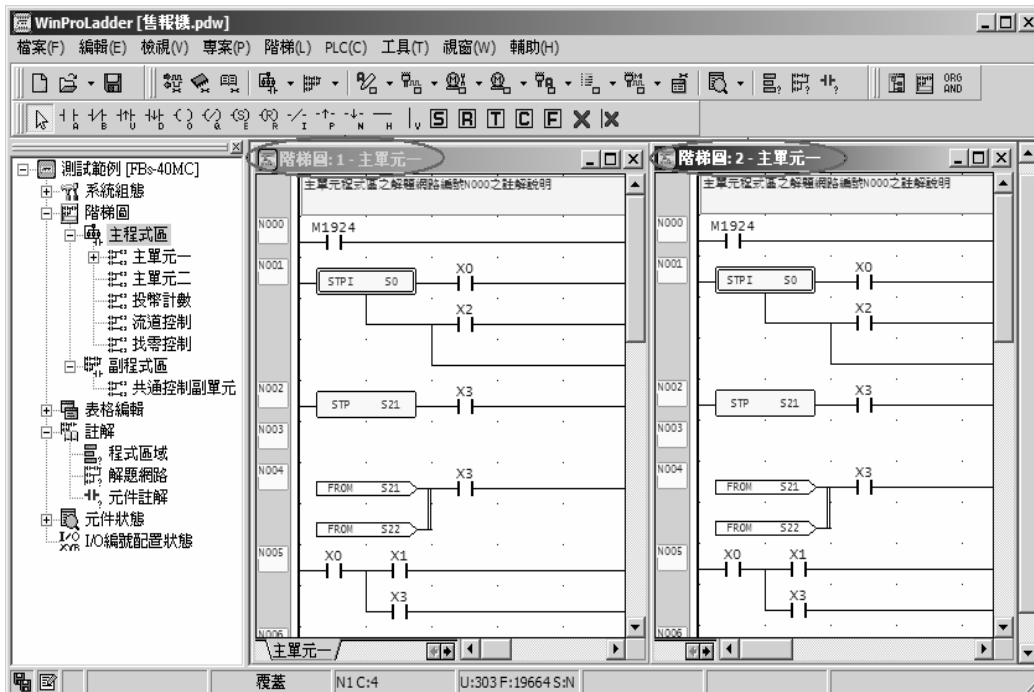 WinProLadder [售報機.pdw]
檔案(F) 編輯(E) 檢視(V) 專案(P) 階梯(L) PLC(C) 工具(T) 視窗(W) 輔助(H)
ORG
AND
A B U D O Q S R I P N H V S R T C F X X
測試範例 [FBs-40MC]
系統組態
階梯圖
主程式區
主單元一
主單元二
投幣計數
流道控制
找零控制
副程式區
共通控制副單元
表格編輯
註解
程式區域
解題網路
元件註解
元件狀態
I/O編號配置狀態
階梯圖: 1 - 主單元一
主單元程式區之解題網路編號N000之註解說明
N000
M1924
N001
STPI S0
X0
X2
N002
STP S21
X3
N003
N004
FROM S21
X3
FROM S22
N005
X0 X1
X3
N006
主單元一
階梯圖: 2 - 主單元一
主單元程式區之解題網路編號N000之註解說明
N000
M1924
N001
STPI S0
X0
X2
N002
STP S21
X3
N003
N004
FROM S21
X3
FROM S22
N005
X0 X1
X3
N006
覆蓋 N1 C:4 U:303 F:19664 S:N